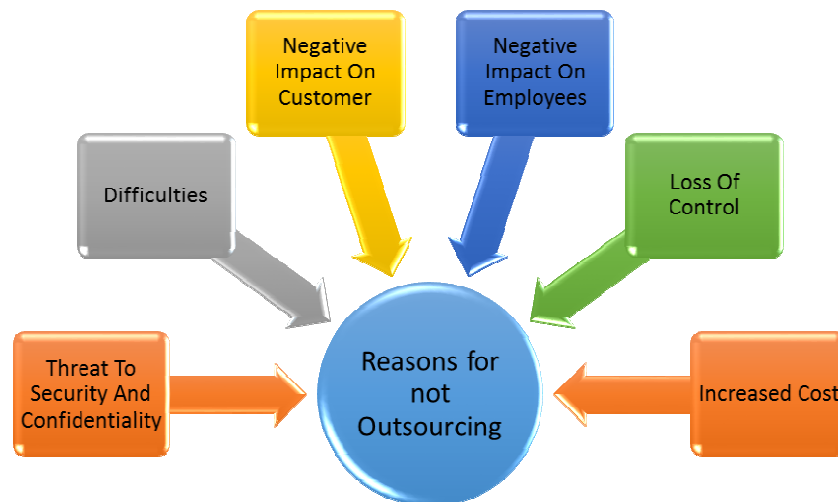 Negative
Impact On
Customer
Negative
Impact On
Employees
Difficulties
Loss Of
Control
Threat To
Security And
Confidentiality
Reasons for
not
Outsourcing
Increased Cost